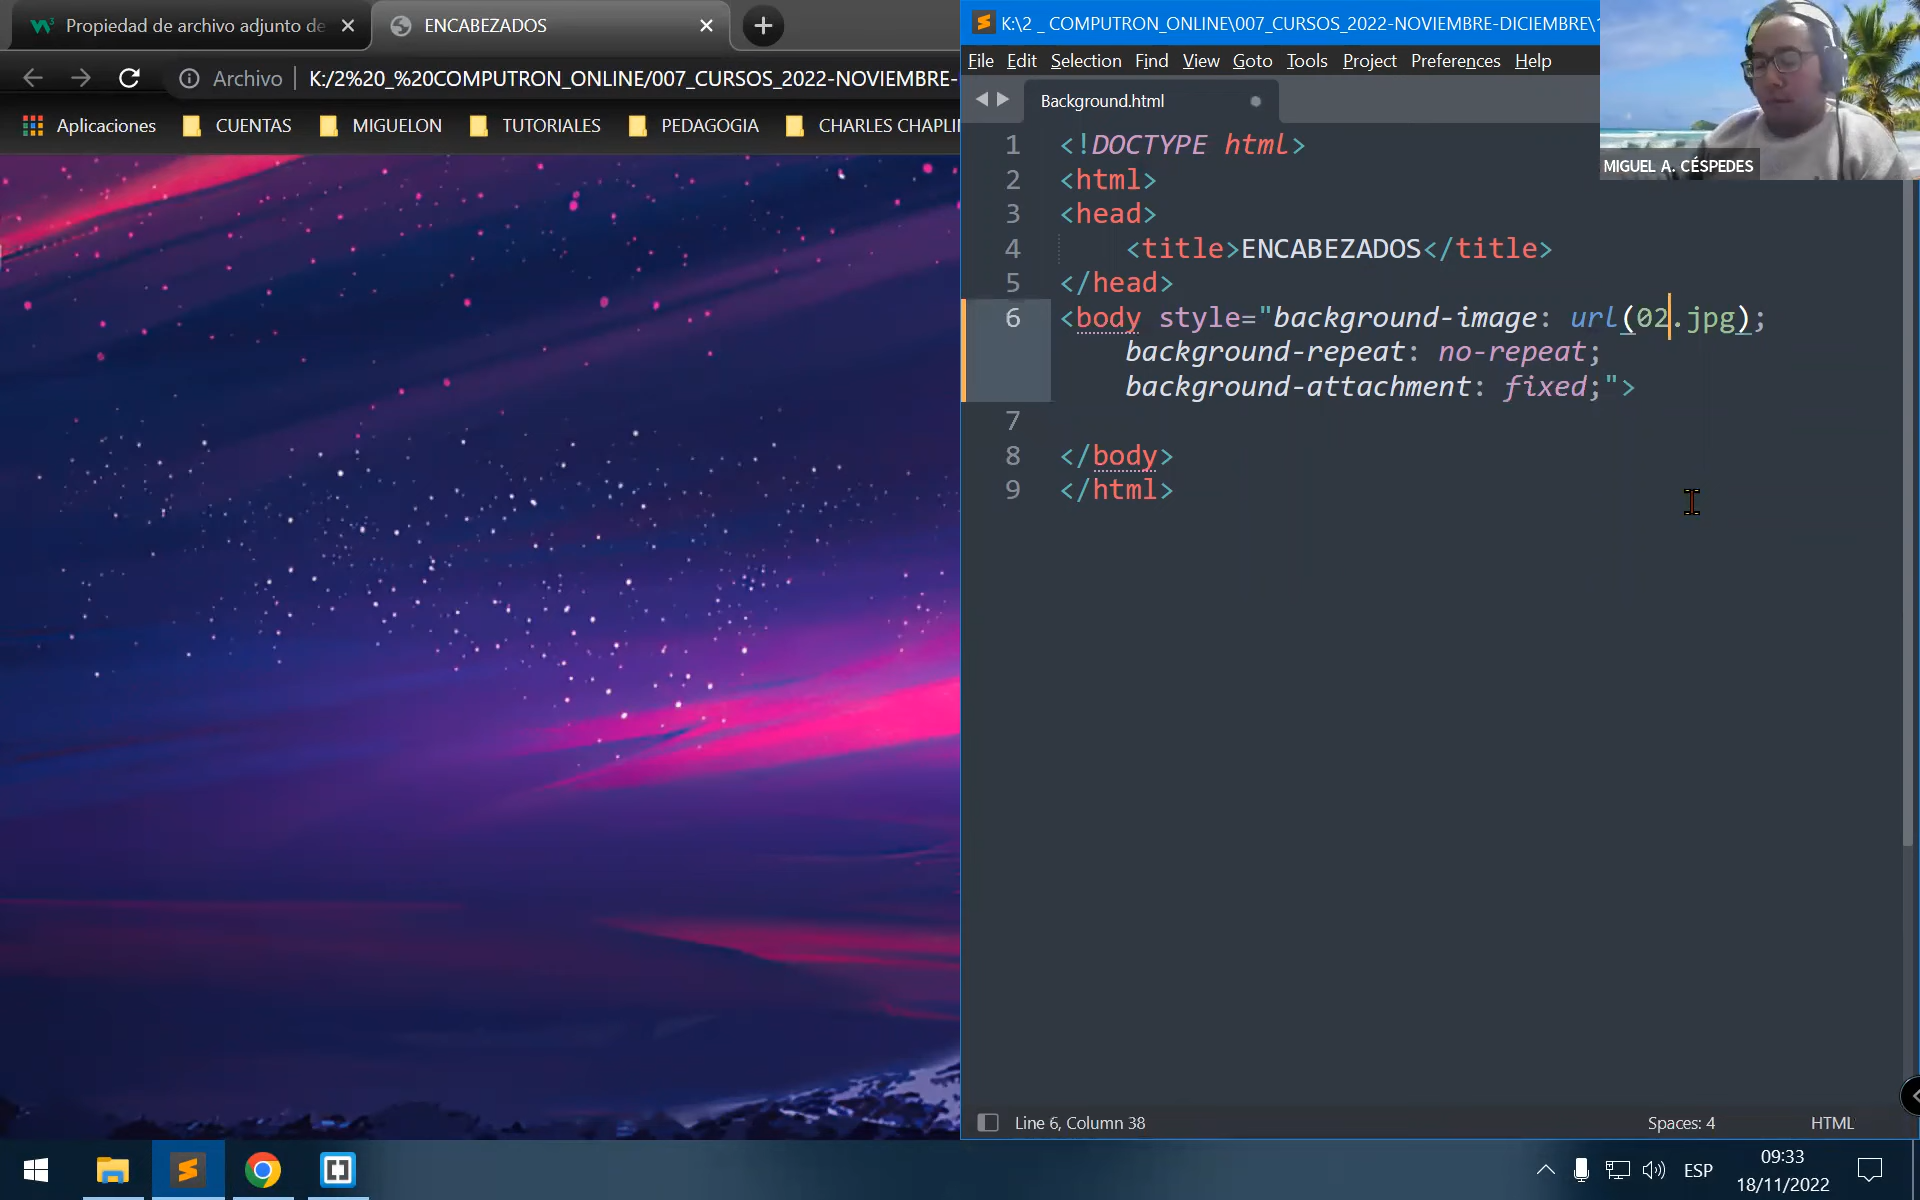 Propiedad de archivo adjunto de
ENCABEZADOS
Archivo
K:/2%20_%20COMPUTRON_ONLINE/007_CURSOS_2022-NOVIEMBRE-
Aplicaciones
CUENTAS
MIGUELON
TUTORIALES
PEDAGOGIA
CHARLES CHAPLI
K:\2 _ COMPUTRON_ONLINE\007_CURSOS_2022-NOVIEMBRE-DICIEMBRE\
File Edit Selection Find View Goto Tools Project Preferences Help
Background.html
MIGUEL A. CÉSPEDES
1 <!DOCTYPE html>
2 <html>
3 <head>
4 <title>ENCABEZADOS</title>
5 </head>
6 <body style="background-image: url(02.jpg);
background-repeat: no-repeat;
background-attachment: fixed;">
7
8 </body>
9 </html>
Line 6, Column 38
Spaces: 4
HTML
ESP
09:33
18/11/2022